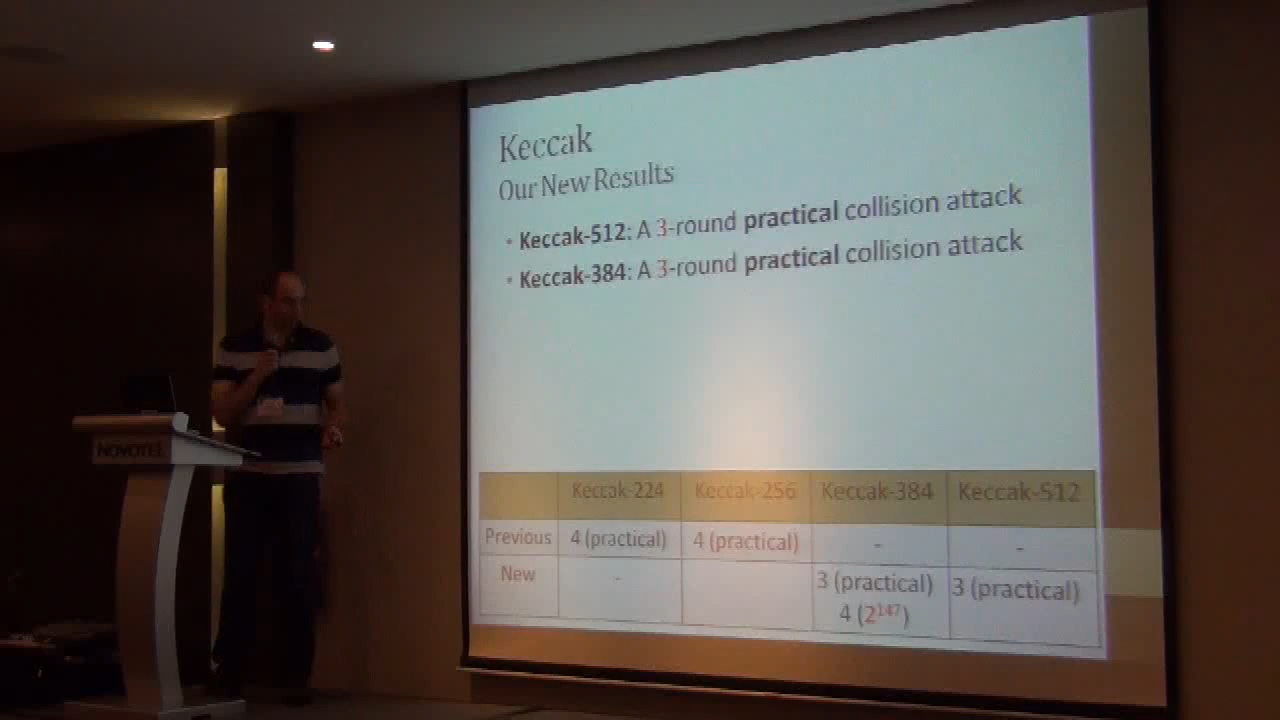 Keccak
Our New Results
• Keccak-512: A 3-round practical collision attack
• Keccak-384: A 3-round practical collision attack
Keccak-224 Keccak-256 Keccak-384 Keccak-512
Previous 4 (practical) 4 (practical) - -
New - 3 (practical) 3 (practical)
4 (2¹⁴⁷)
NOVOTEL